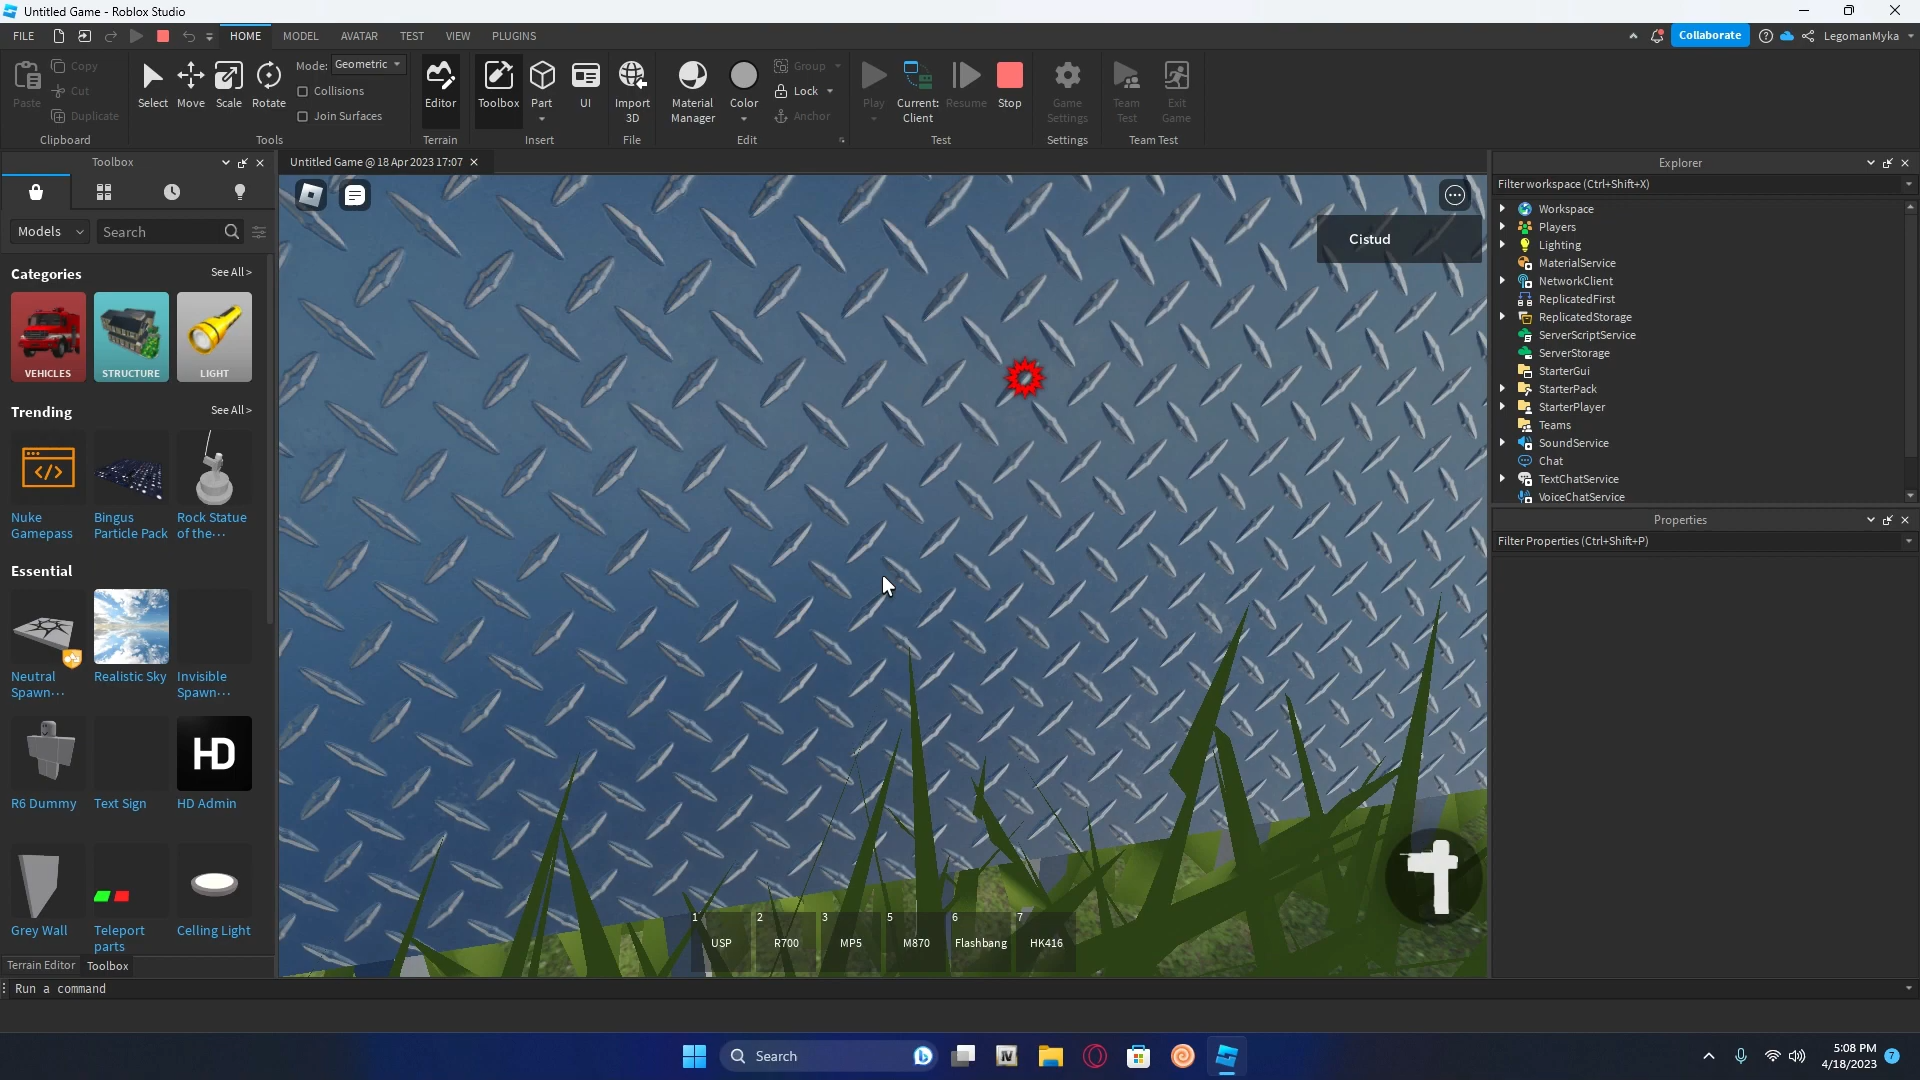 Untitled Game - Roblox Studio
FILE HOME MODEL AVATAR TEST VIEW PLUGINS Collaborate LegomanMyka
Paste Copy Cut Duplicate Clipboard
Select Move Scale Rotate Mode: Geometric Collisions Join Surfaces Tools
Editor Terrain
Toolbox Part UI Insert
Import 3D File
Material Manager Color Group Lock Anchor Edit
Play Current: Client Resume Stop Test
Game Settings Settings
Team Test Exit Game Team Test
Toolbox
Untitled Game @ 18 Apr 2023 17:07
Models Search
Categories See All >
VEHICLES STRUCTURE LIGHT
Trending See All >
Nuke Gamepass
Bingus Particle Pack
Rock Statue of the...
Essential
Neutral Spawn...
Realistic Sky
Invisible Spawn...
R6 Dummy
Text Sign
HD
HD Admin
Grey Wall
Teleport parts
Celling Light
Terrain Editor Toolbox
Cistud
1 USP
2 R700
3 MP5
5 M870
6 Flashbang
7 HK416
Explorer
Filter workspace (Ctrl+Shift+X)
Workspace
Players
Lighting
MaterialService
NetworkClient
ReplicatedFirst
ReplicatedStorage
ServerScriptService
ServerStorage
StarterGui
StarterPack
StarterPlayer
Teams
SoundService
Chat
TextChatService
VoiceChatService
Properties
Filter Properties (Ctrl+Shift+P)
Run a command
Search
IV
5:08 PM
4/18/2023
7